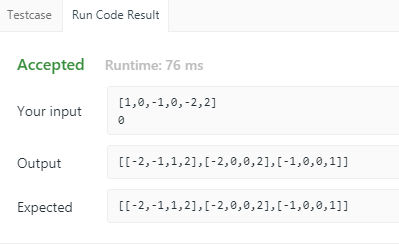 Testcase Run Code Result
Accepted Runtime: 76 ms
Your input
[1,0,-1,0,-2,2]
0
Output [[-2,-1,1,2],[-2,0,0,2],[-1,0,0,1]]
Expected [[-2,-1,1,2],[-2,0,0,2],[-1,0,0,1]]